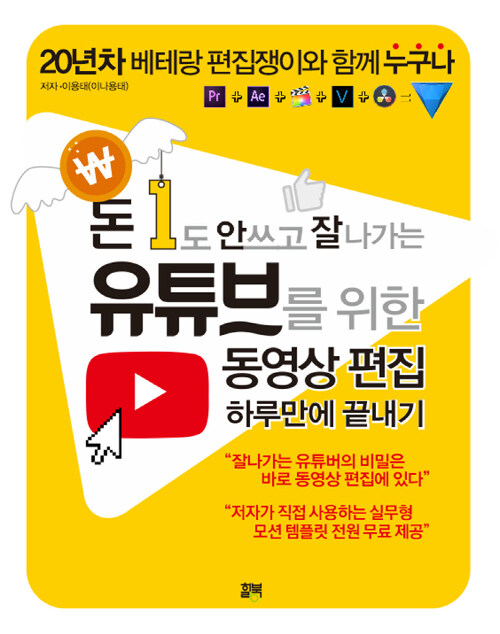 20년차 베테랑 편집쟁이와 함께 누구나
저자 - 이용태(이나용태)
Pr + Ae + + V + =
₩
돈 1도 안쓰고 잘나가는
유튜브를 위한
동영상 편집
하루만에 끝내기
“잘나가는 유튜버의 비밀은
바로 동영상 편집에 있다”
“저자가 직접 사용하는 실무형
모션 템플릿 전원 무료 제공”
힐북